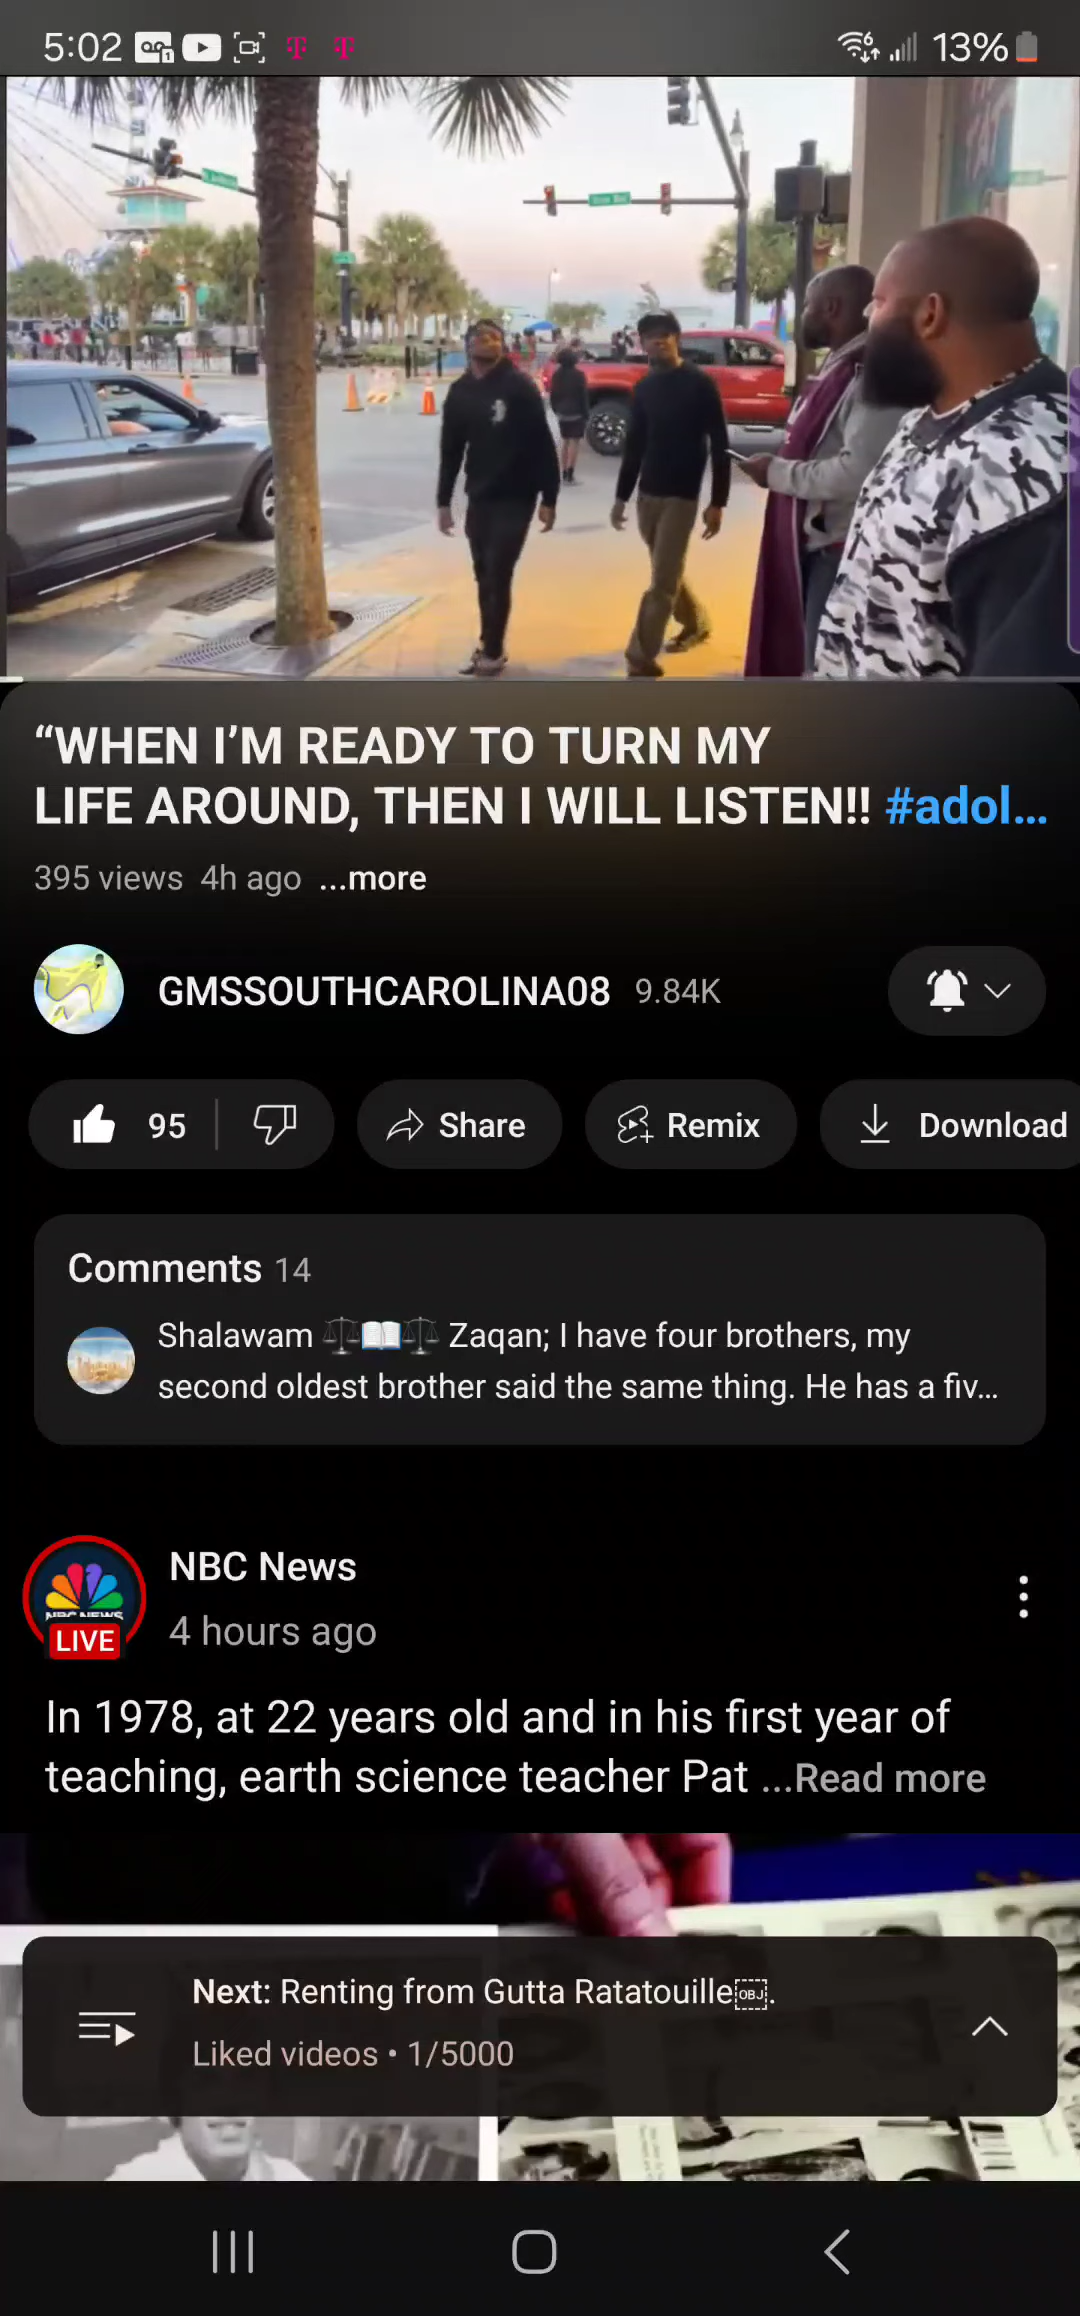 5:02
13%
“WHEN I’M READY TO TURN MY
LIFE AROUND, THEN I WILL LISTEN!! #adol...
395 views 4h ago ...more
GMSSOUTHCAROLINA08 9.84K
95
Share
Remix
Download
Comments 14
Shalawam ⚖️📖⚖️ Zaqan; I have four brothers, my
second oldest brother said the same thing. He has a fiv...
NBC News
NBC NEWS
LIVE
4 hours ago
In 1978, at 22 years old and in his first year of
teaching, earth science teacher Pat ...Read more
Next: Renting from Gutta Ratatouille￼.
Liked videos • 1/5000